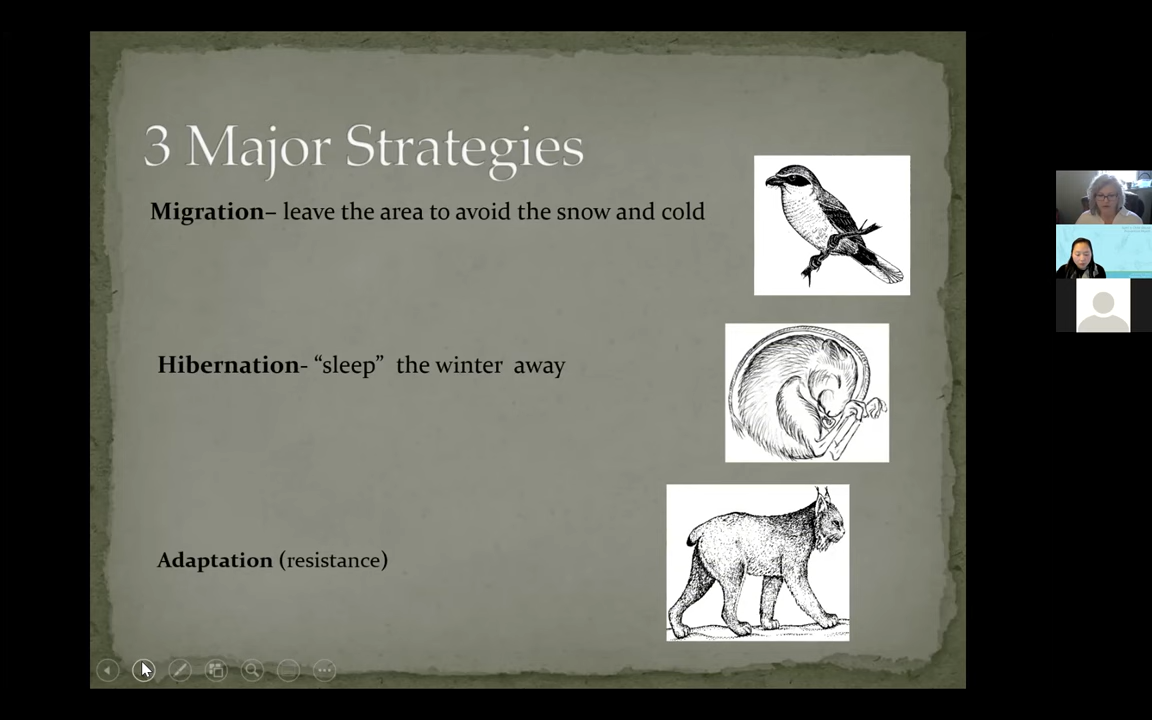 3 Major Strategies
Migration– leave the area to avoid the snow and cold
Hibernation- “sleep” the winter away
Adaptation (resistance)